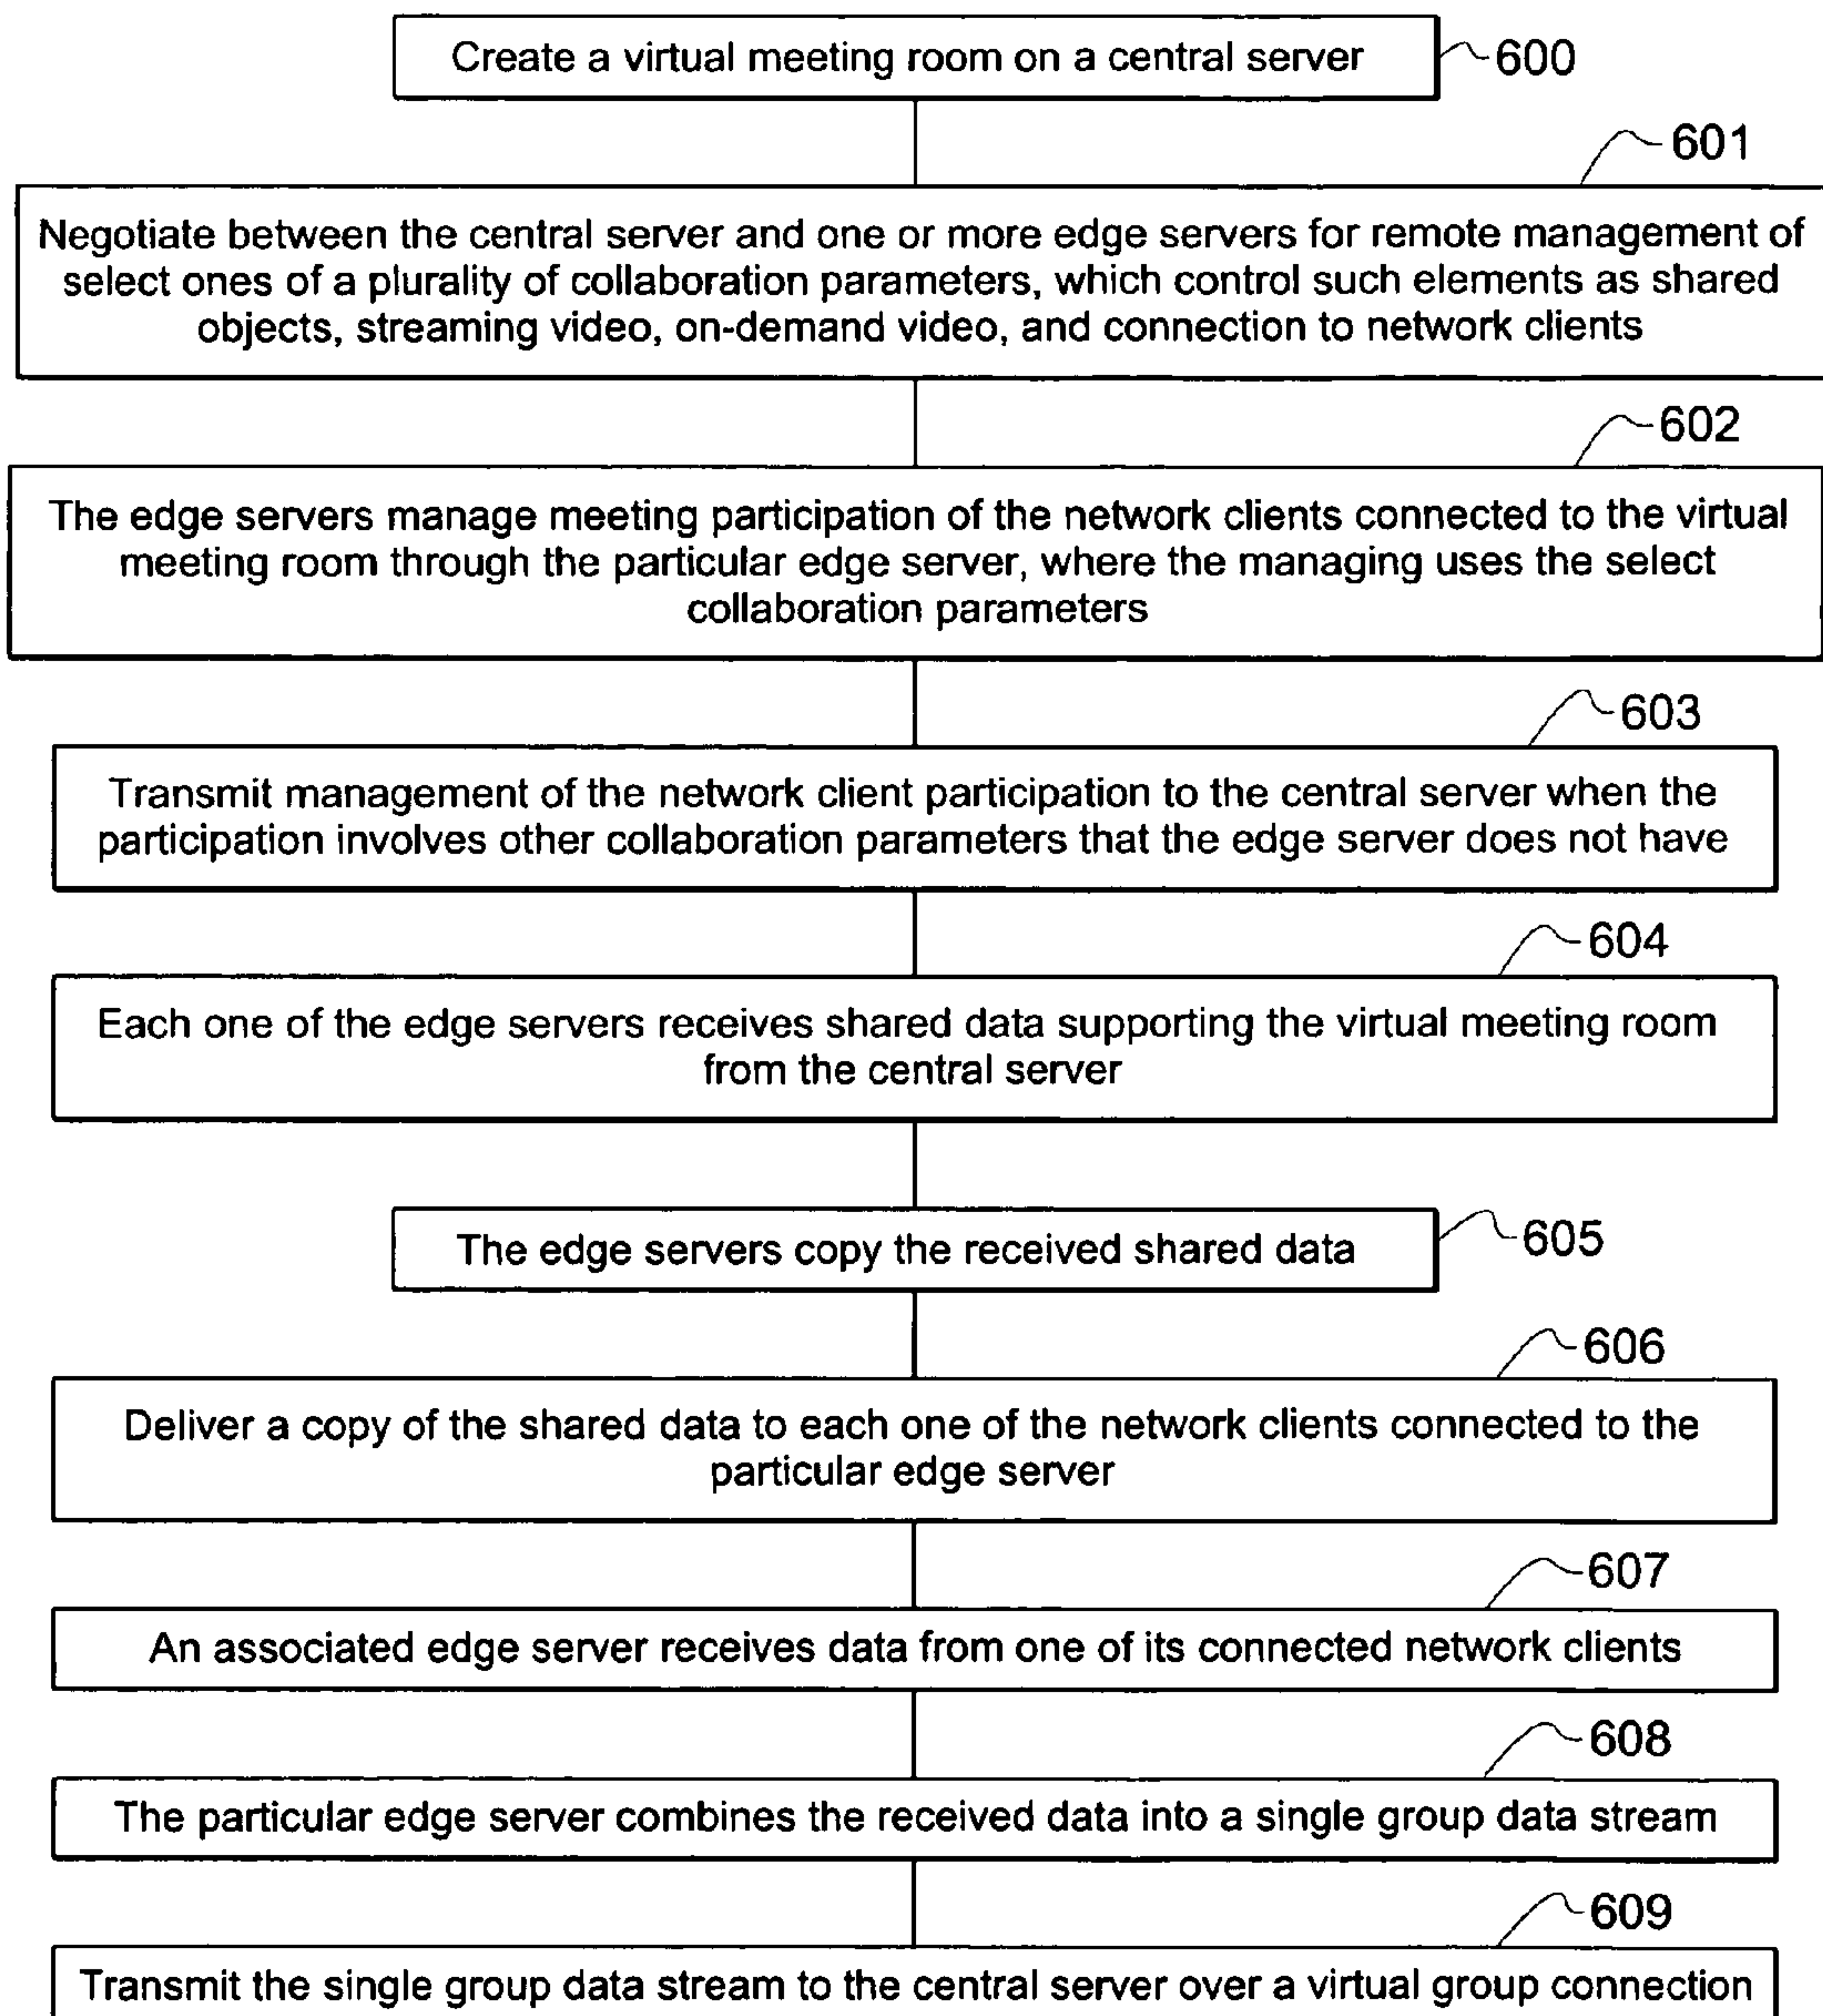 Create a virtual meeting room on a central server
600
601
Negotiate between the central server and one or more edge servers for remote management of
select ones of a plurality of collaboration parameters, which control such elements as shared
objects, streaming video, on-demand video, and connection to network clients
602
The edge servers manage meeting participation of the network clients connected to the virtual
meeting room through the particular edge server, where the managing uses the select
collaboration parameters
603
Transmit management of the network client participation to the central server when the
participation involves other collaboration parameters that the edge server does not have
604
Each one of the edge servers receives shared data supporting the virtual meeting room
from the central server
The edge servers copy the received shared data
605
606
Deliver a copy of the shared data to each one of the network clients connected to the
particular edge server
607
An associated edge server receives data from one of its connected network clients
608
The particular edge server combines the received data into a single group data stream
609
Transmit the single group data stream to the central server over a virtual group connection